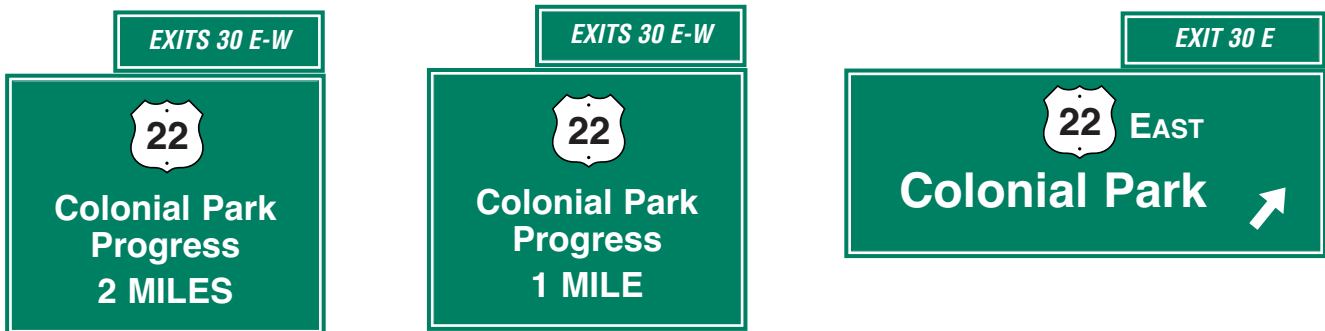 EXITS 30 E-W
22
Colonial Park
Progress
2 MILES
EXITS 30 E-W
22
Colonial Park
Progress
1 MILE
EXIT 30 E
22 EAST
Colonial Park